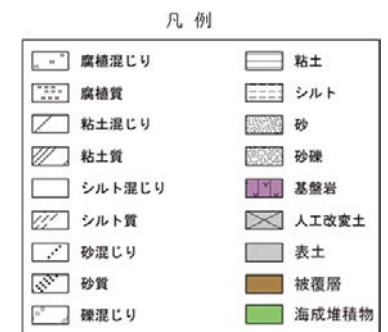 凡 例
腐植混じり
腐植質
粘土混じり
粘土質
シルト混じり
シルト質
砂混じり
砂質
礫混じり
粘土
シルト
砂
砂礫
基盤岩
人工改変土
表土
被覆層
海成堆積物